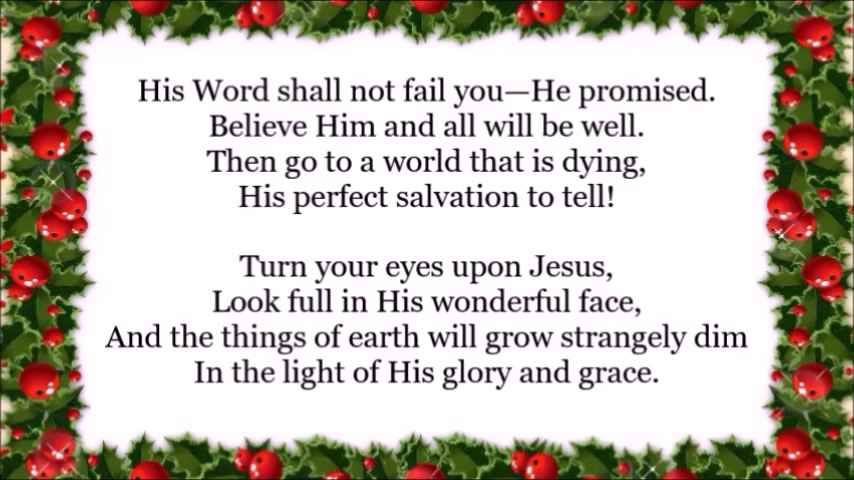 His Word shall not fail you—He promised.
Believe Him and all will be well.
Then go to a world that is dying,
His perfect salvation to tell!
Turn your eyes upon Jesus,
Look full in His wonderful face,
And the things of earth will grow strangely dim
In the light of His glory and grace.